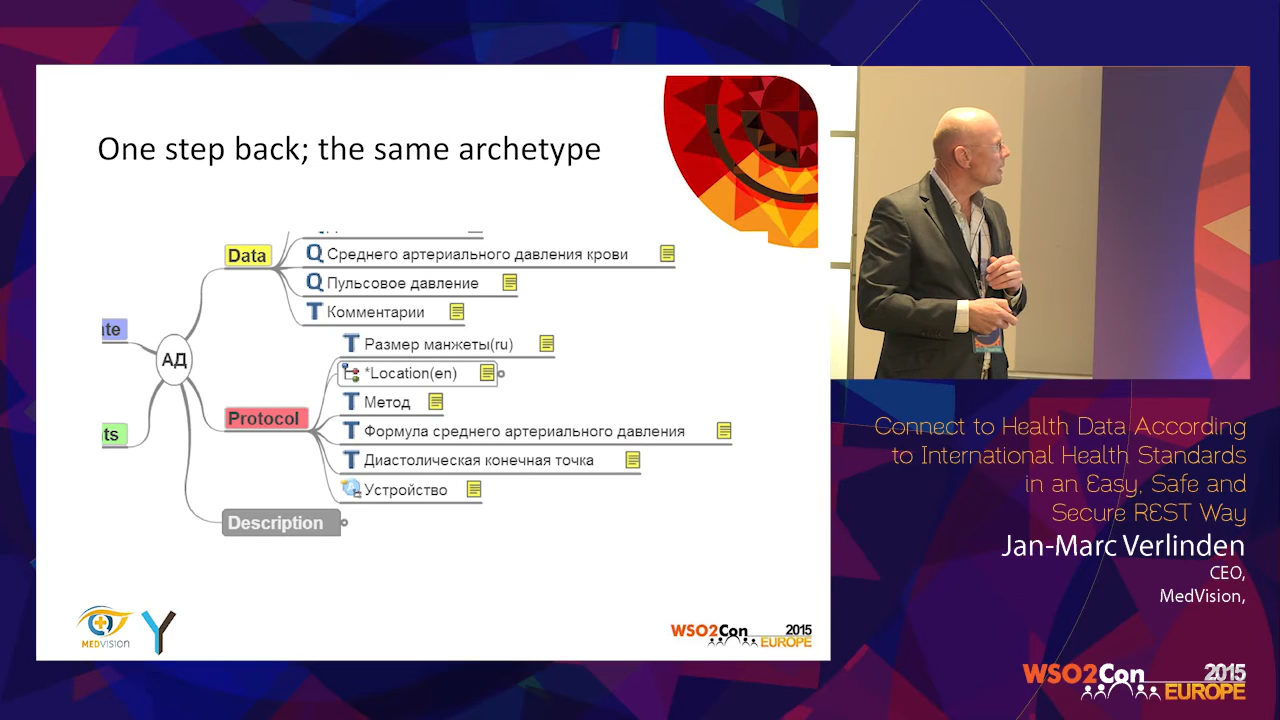 One step back; the same archetype
Data
Среднего артериального давления крови
Пульсовое давление
Комментарии
te
АД
Размер манжеты(ru)
*Location(en)
Метод
Protocol
Формула среднего артериального давления
ts
Диастолическая конечная точка
Устройство
Description
MEDVISION
WSO2Con 2015
EUROPE
Connect to Health Data According
to International Health Standards
in an Easy, Safe and
Secure REST Way
Jan-Marc Verlinden
CEO,
MedVision,
WSO2Con 2015
EUROPE